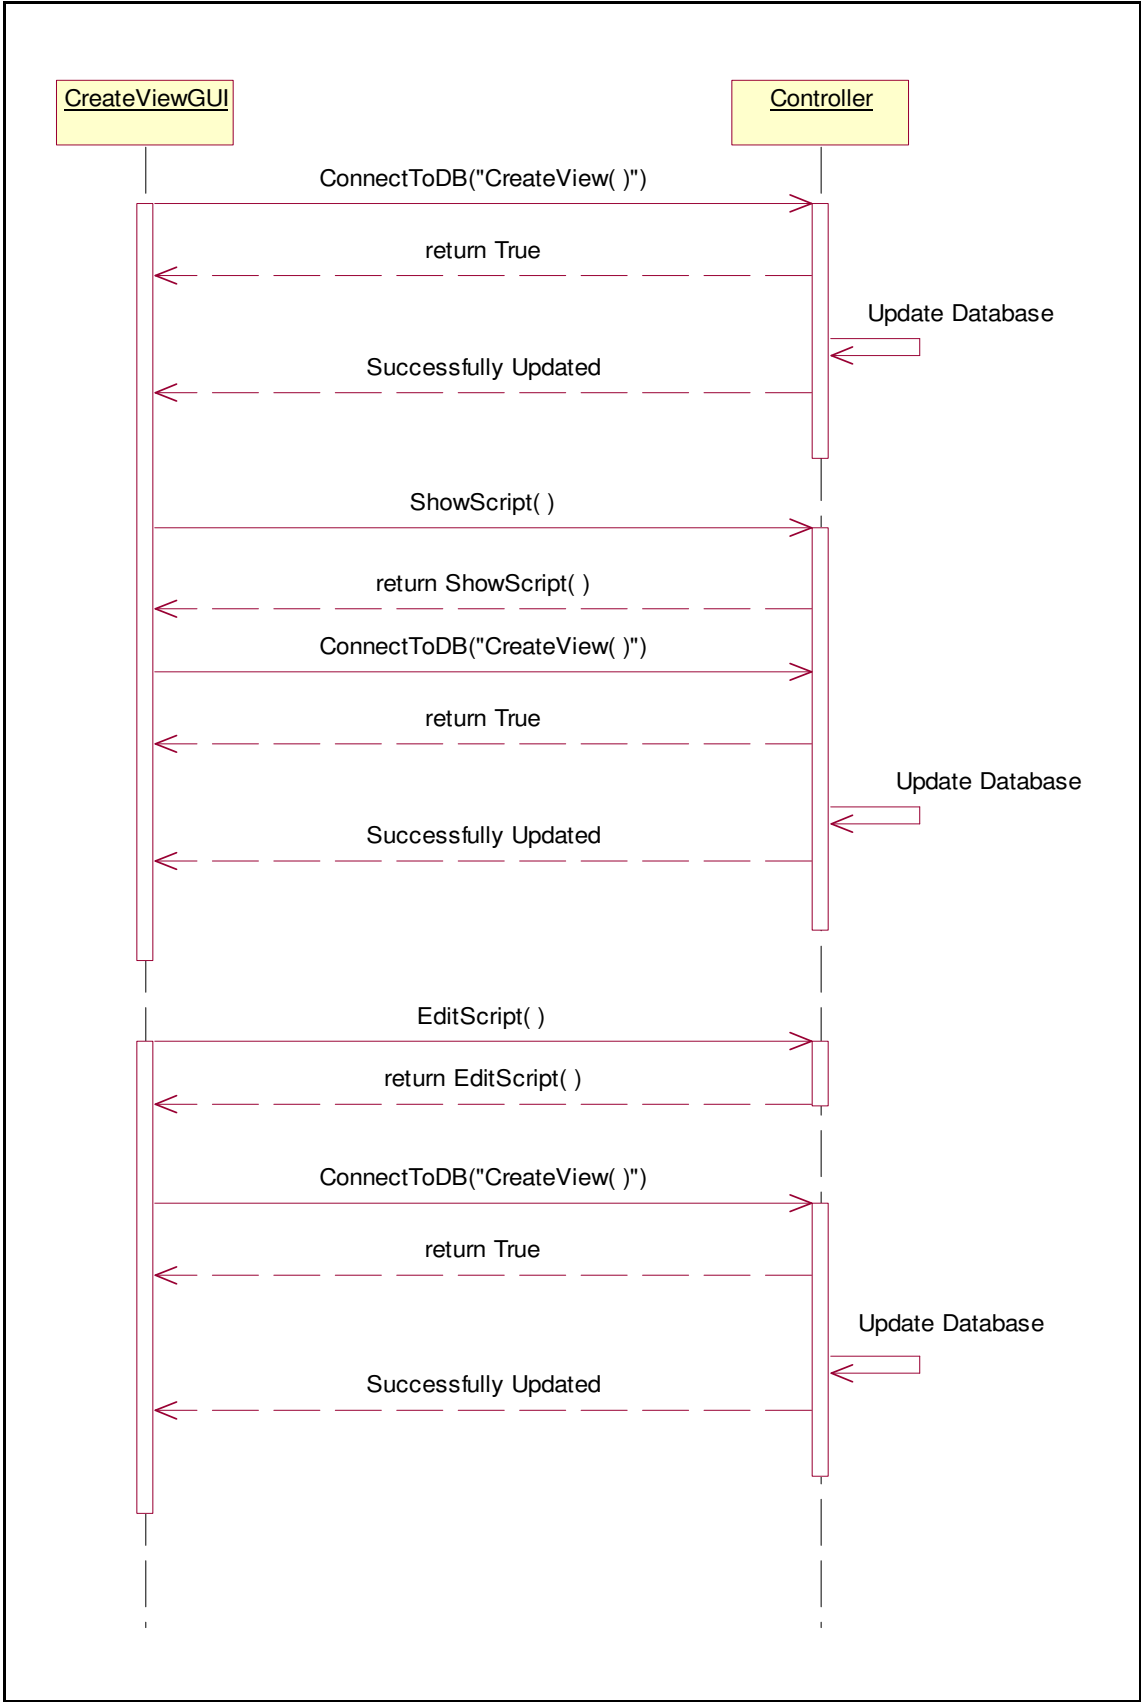 CreateViewGUI
Controller
ConnectToDB("CreateView( )")
return True
Update Database
Successfully Updated
ShowScript( )
return ShowScript( )
ConnectToDB("CreateView( )")
return True
Update Database
Successfully Updated
EditScript( )
return EditScript( )
ConnectToDB("CreateView( )")
return True
Update Database
Successfully Updated